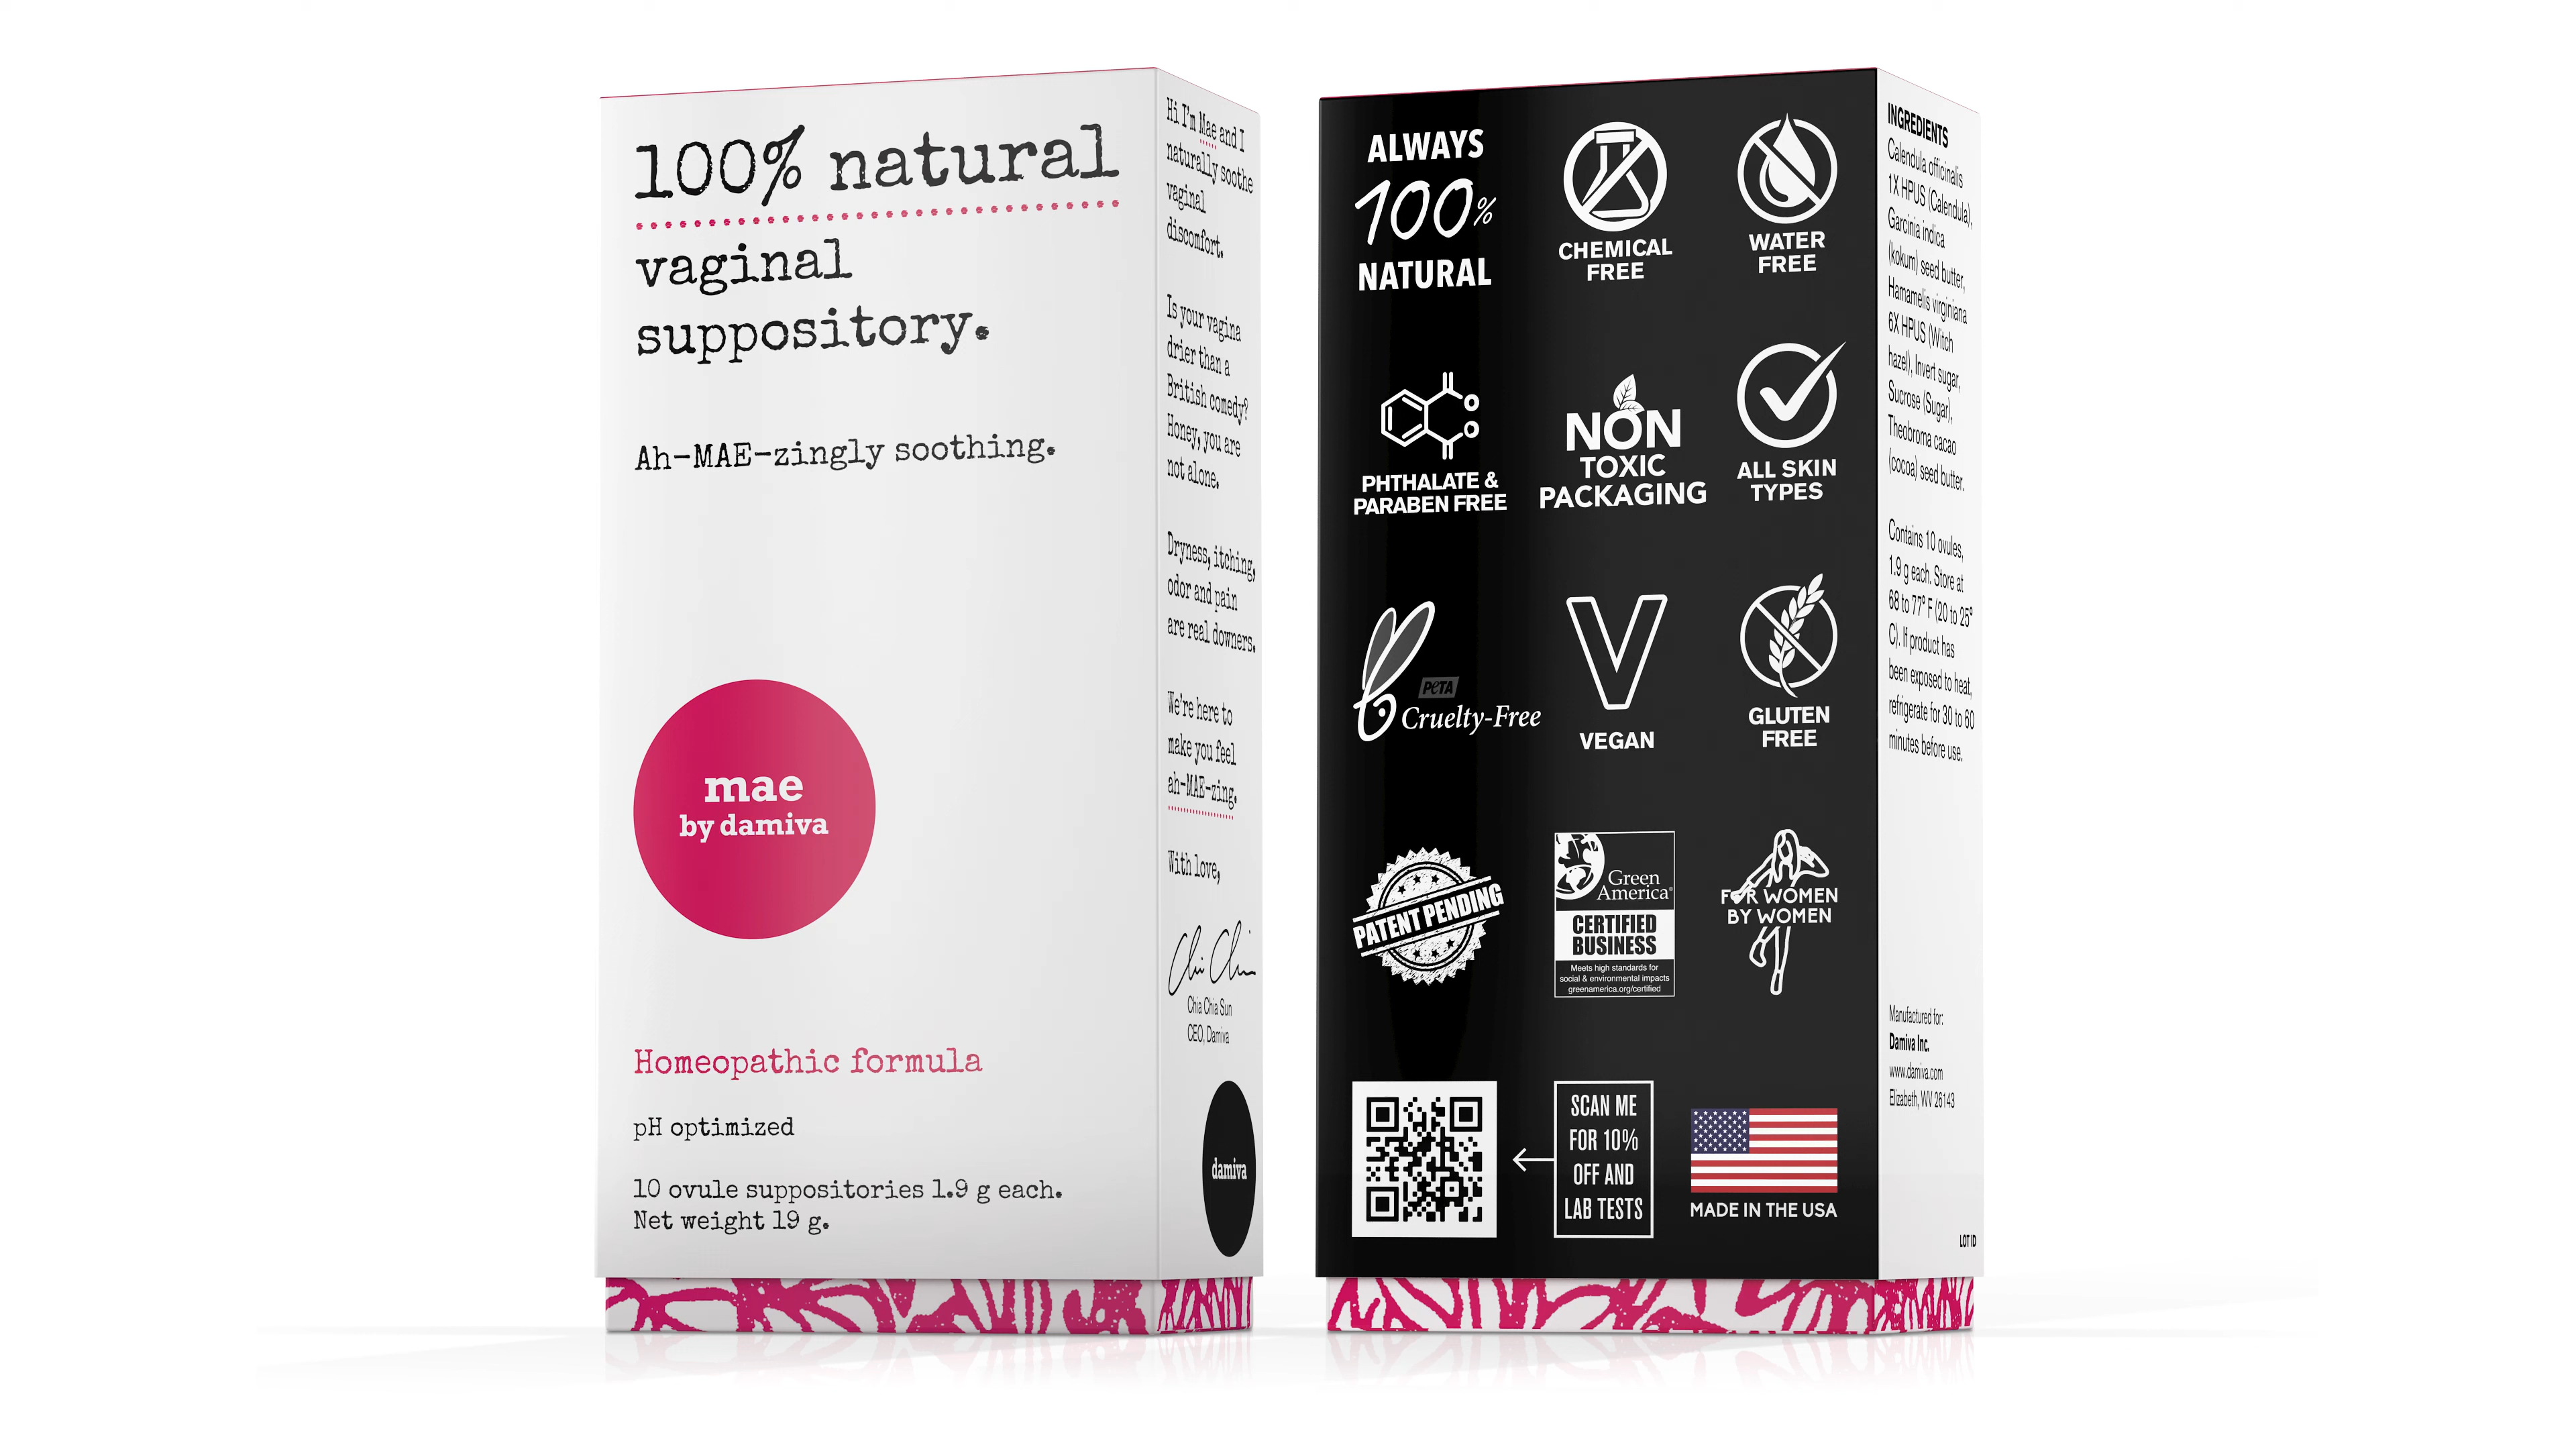 100% natural
vaginal
suppository.
Ah-MAE-zingly soothing.
mae
by damiva
Homeopathic formula
pH optimized
10 ovule suppositories 1.9 g each.
Net weight 19 g.
Hi I'm Mae and I
naturally soothe
vaginal
discomfort.
Is your vagina
drier than a
British comedy?
Honey, you are
not alone.
Dryness, itching,
odor and pain
are real downers.
We're here to
make you feel
ah-MAE-zing.
With love,
Chia Chia Sun
CEO, Damiva
damiva
ALWAYS
100%
NATURAL
CHEMICAL
FREE
WATER
FREE
PHTHALATE &
PARABEN FREE
NON
TOXIC
PACKAGING
ALL SKIN
TYPES
PETA
Cruelty-Free
V
VEGAN
GLUTEN
FREE
PATENT PENDING
Green
America®
CERTIFIED
BUSINESS
Meets high standards for
social & environmental impacts
greenamerica.org/certified
FOR WOMEN
BY WOMEN
SCAN ME
FOR 10%
OFF AND
LAB TESTS
MADE IN THE USA
INGREDIENTS
Calendula officinalis
1X HPUS (Calendula),
Garcinia indica
(kokum) seed butter,
Hamamelis virginiana
6X HPUS (Witch
hazel), Invert sugar,
Sucrose (Sugar),
Theobroma cacao
(cocoa) seed butter.
Contains 10 ovules,
1.9 g each. Store at
68 to 77° F (20 to 25°
C). If product has
been exposed to heat,
refrigerate for 30 to 60
minutes before use.
Manufactured for:
Damiva Inc.
www.damiva.com
Elizabeth, WV 26143
LOT ID